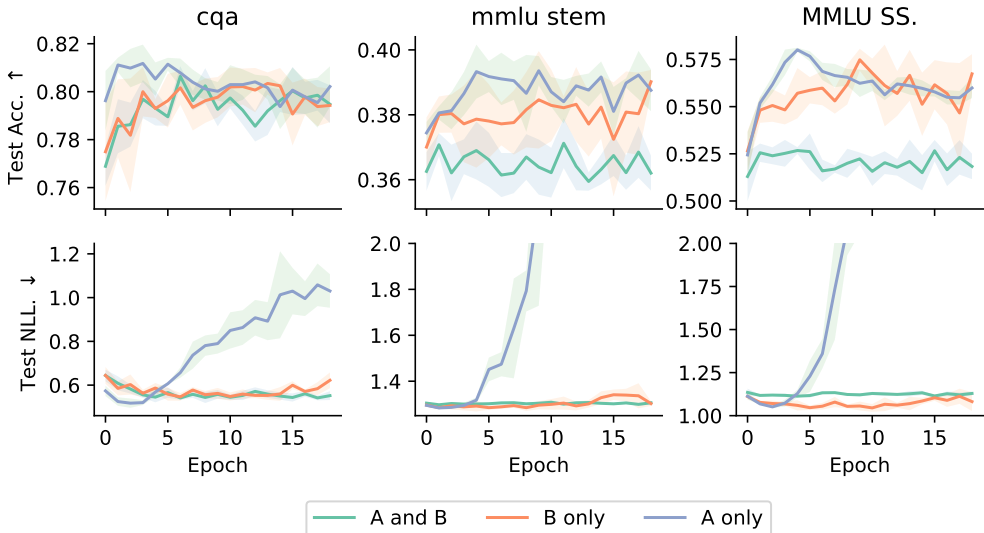 cqa
mmlu stem
MMLU SS.
Test Acc. ↑
0.82
0.80
0.78
0.76
0.40
0.38
0.36
0.575
0.550
0.525
0.500
Test NLL. ↓
1.2
1.0
0.8
0.6
2.0
1.8
1.6
1.4
2.00
1.75
1.50
1.25
1.00
0 5 10 15
0 5 10 15
0 5 10 15
Epoch
Epoch
Epoch
A and B
B only
A only